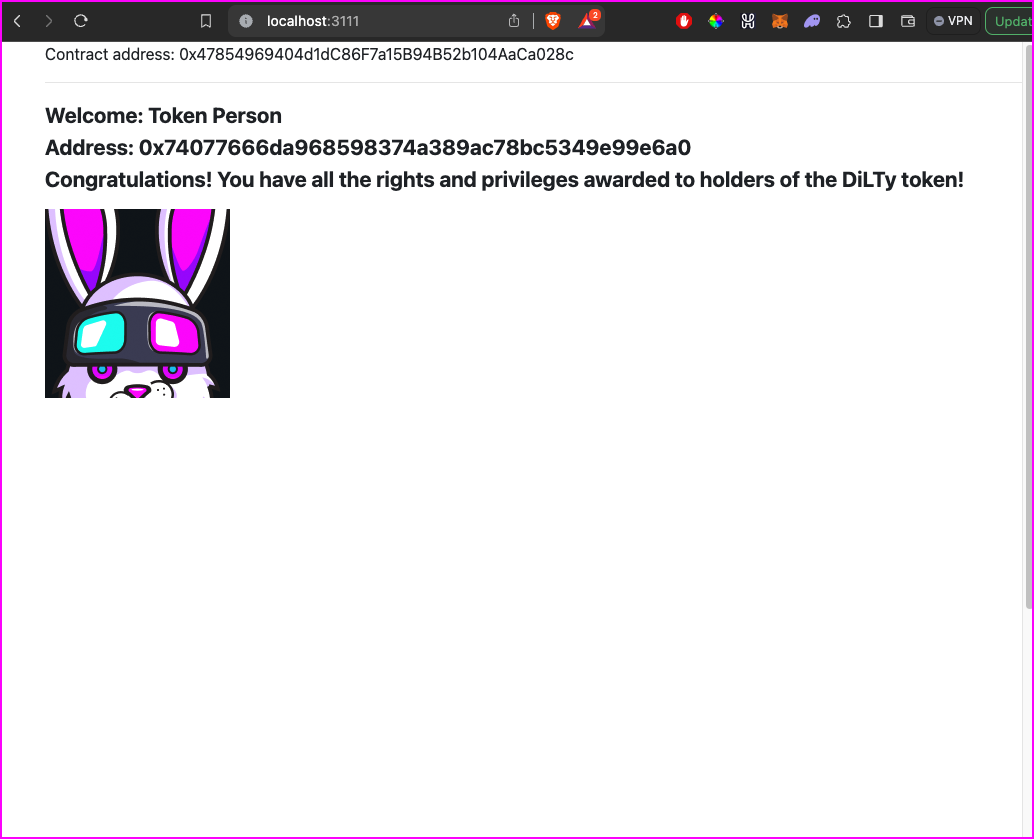 localhost:3111
2
VPN
Updat
Contract address: 0x47854969404d1dC86F7a15B94B52b104AaCa028c
Welcome: Token Person
Address: 0x74077666da968598374a389ac78bc5349e99e6a0
Congratulations! You have all the rights and privileges awarded to holders of the DiLTy token!